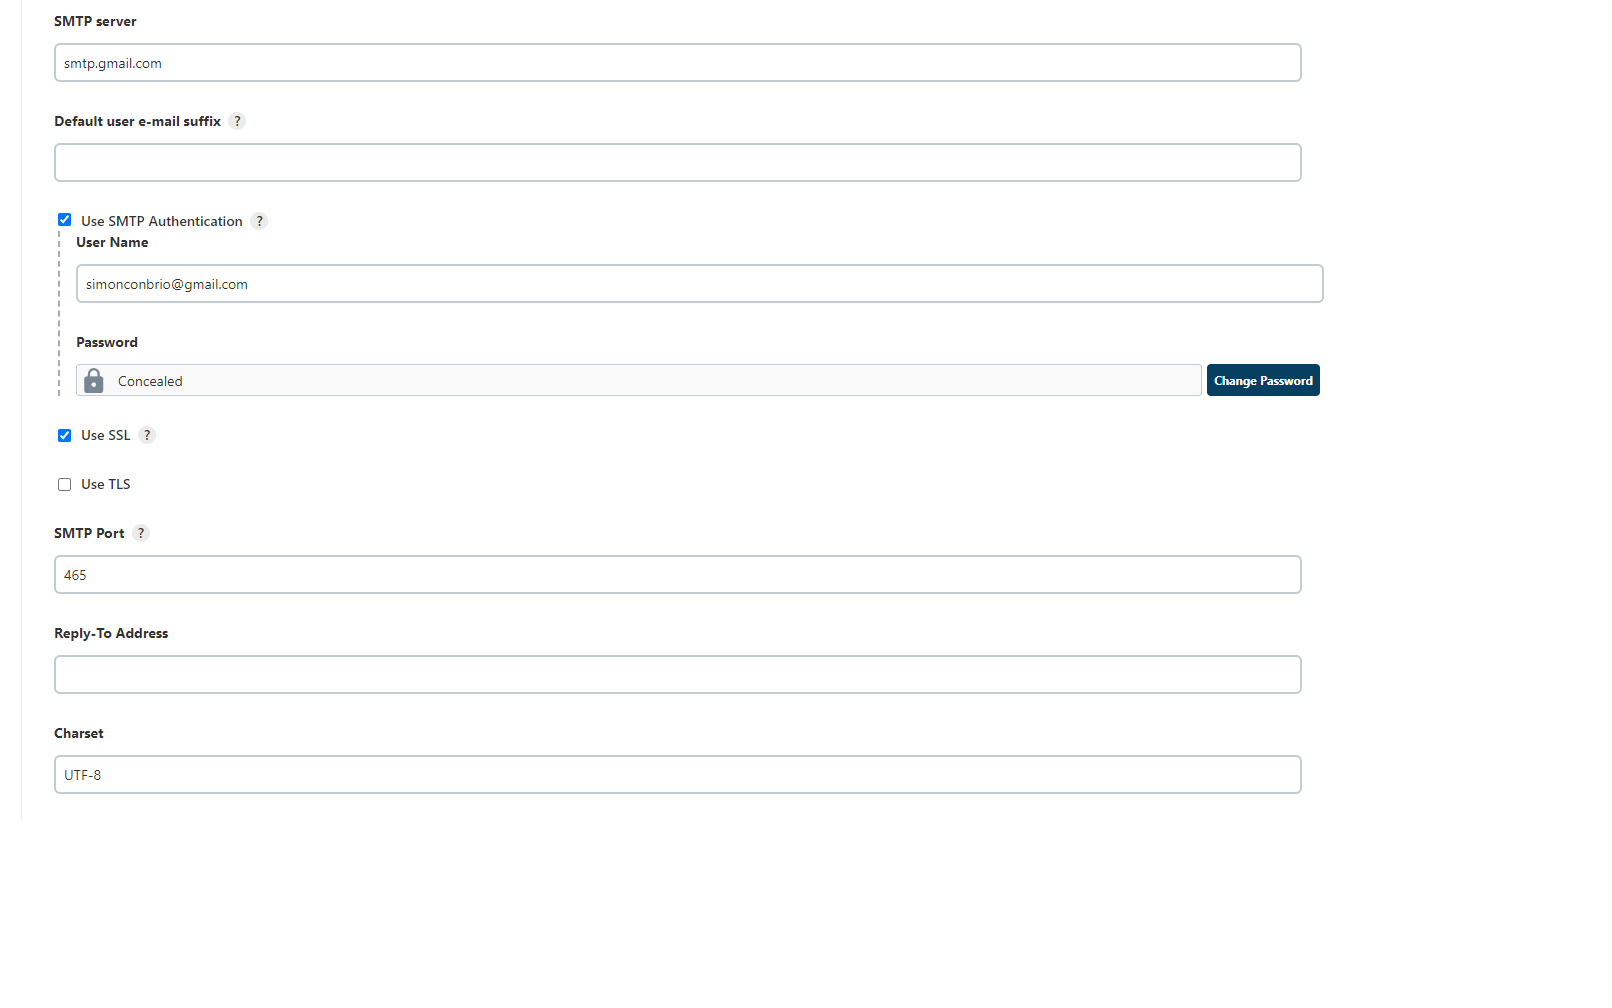 SMTP server
smtp.gmail.com
Default user e-mail suffix ?
Use SMTP Authentication ?
User Name
simonconbrio@gmail.com
Password
Concealed
Change Password
Use SSL ?
Use TLS
SMTP Port ?
465
Reply-To Address
Charset
UTF-8